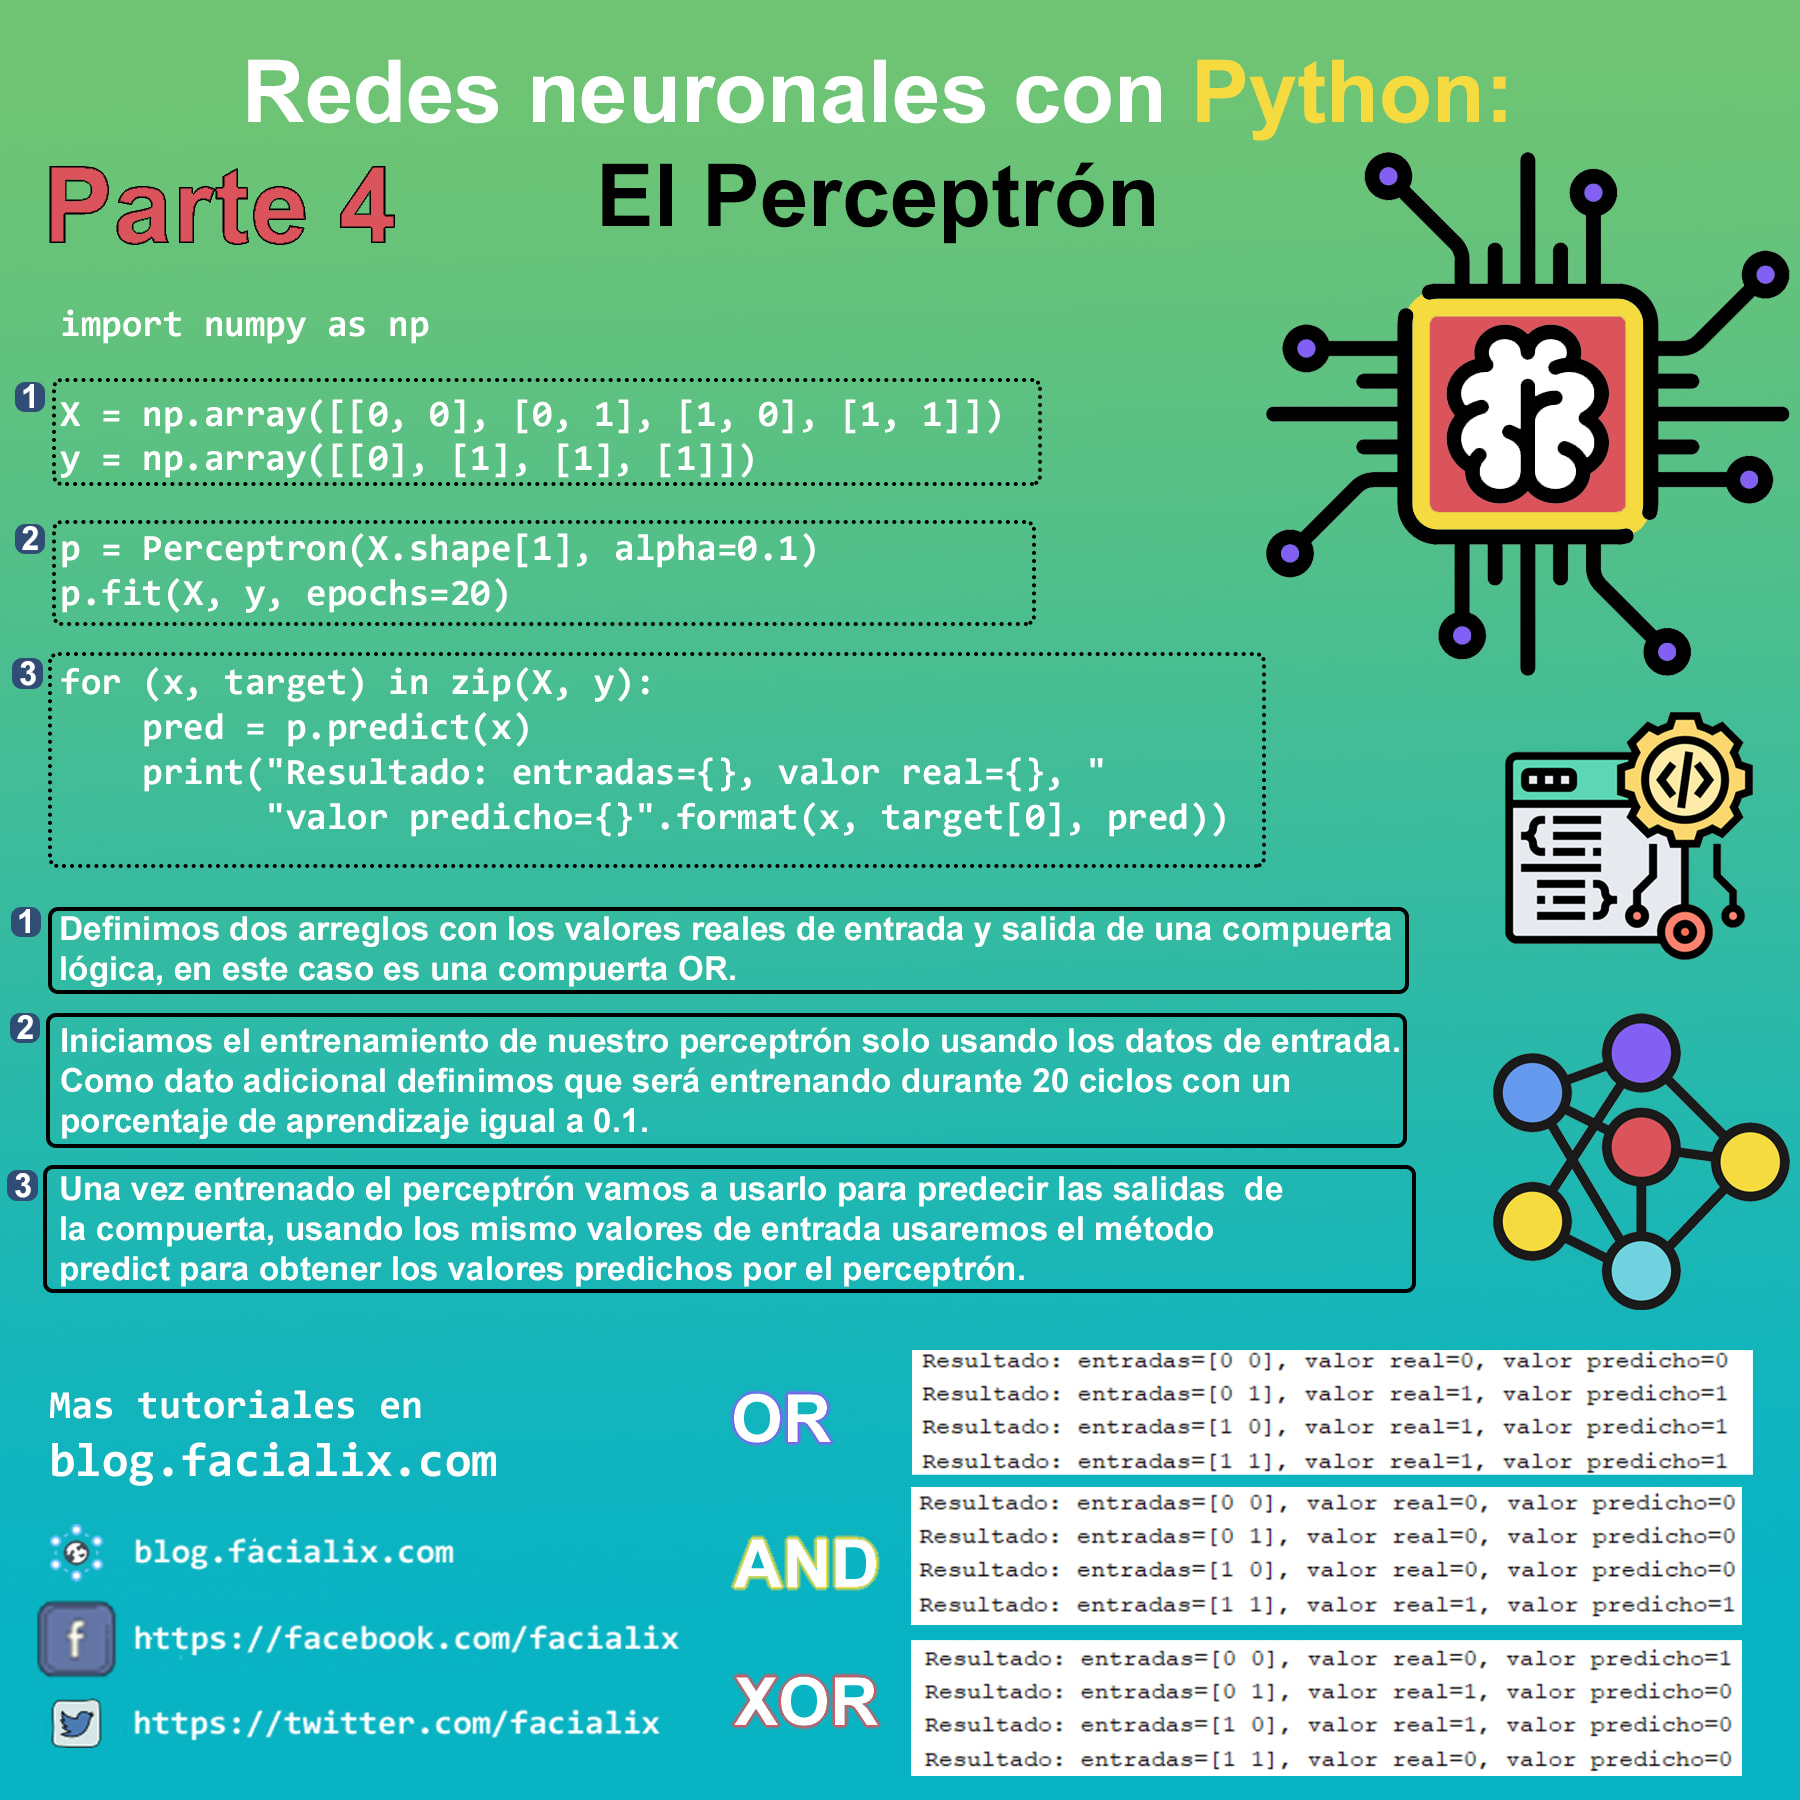 Redes neuronales con Python:
Parte 4
El Perceptrón
import numpy as np
1
X = np.array([[0, 0], [0, 1], [1, 0], [1, 1]])
y = np.array([[0], [1], [1], [1]])
2
p = Perceptron(X.shape[1], alpha=0.1)
p.fit(X, y, epochs=20)
3
for (x, target) in zip(X, y):
    pred = p.predict(x)
    print("Resultado: entradas={}, valor real={}, "
          "valor predicho={}".format(x, target[0], pred))
1
Definimos dos arreglos con los valores reales de entrada y salida de una compuerta
lógica, en este caso es una compuerta OR.
2
Iniciamos el entrenamiento de nuestro perceptrón solo usando los datos de entrada.
Como dato adicional definimos que será entrenando durante 20 ciclos con un
porcentaje de aprendizaje igual a 0.1.
3
Una vez entrenado el perceptrón vamos a usarlo para predecir las salidas  de
la compuerta, usando los mismo valores de entrada usaremos el método
predict para obtener los valores predichos por el perceptrón.
Mas tutoriales en
blog.facialix.com
blog.facialix.com
https://facebook.com/facialix
https://twitter.com/facialix
OR
Resultado: entradas=[0 0], valor real=0, valor predicho=0
Resultado: entradas=[0 1], valor real=1, valor predicho=1
Resultado: entradas=[1 0], valor real=1, valor predicho=1
Resultado: entradas=[1 1], valor real=1, valor predicho=1
AND
Resultado: entradas=[0 0], valor real=0, valor predicho=0
Resultado: entradas=[0 1], valor real=0, valor predicho=0
Resultado: entradas=[1 0], valor real=0, valor predicho=0
Resultado: entradas=[1 1], valor real=1, valor predicho=1
XOR
Resultado: entradas=[0 0], valor real=0, valor predicho=1
Resultado: entradas=[0 1], valor real=1, valor predicho=0
Resultado: entradas=[1 0], valor real=1, valor predicho=0
Resultado: entradas=[1 1], valor real=0, valor predicho=0